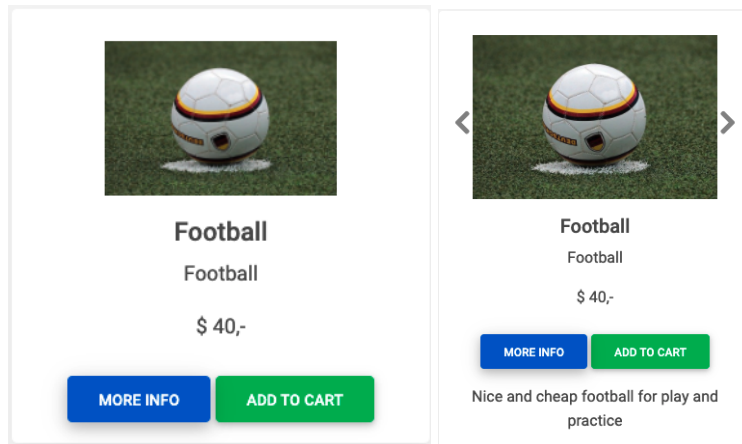 Football
Football
$ 40,-
MORE INFO
ADD TO CART
Football
Football
$ 40,-
MORE INFO
ADD TO CART
Nice and cheap football for play and
practice